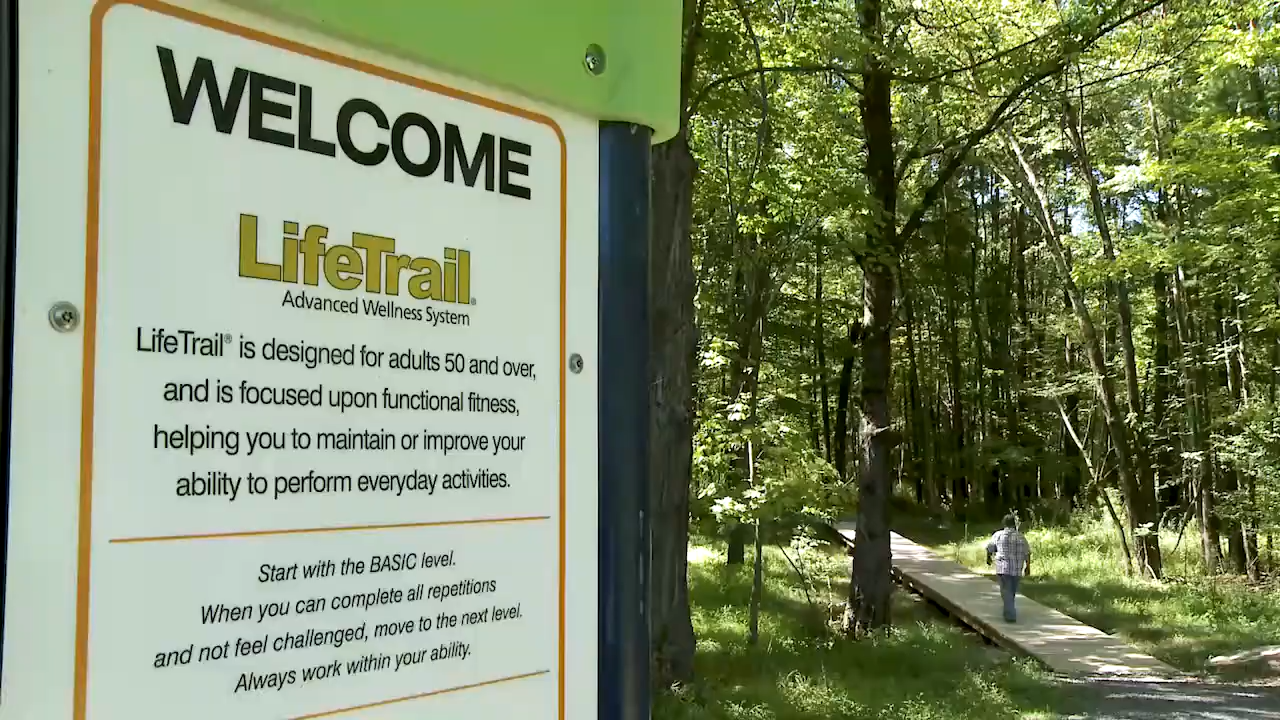 WELCOME
LifeTrail®
Advanced Wellness System
LifeTrail® is designed for adults 50 and over,
and is focused upon functional fitness,
helping you to maintain or improve your
ability to perform everyday activities.
Start with the BASIC level.
When you can complete all repetitions
and not feel challenged, move to the next level.
Always work within your ability.